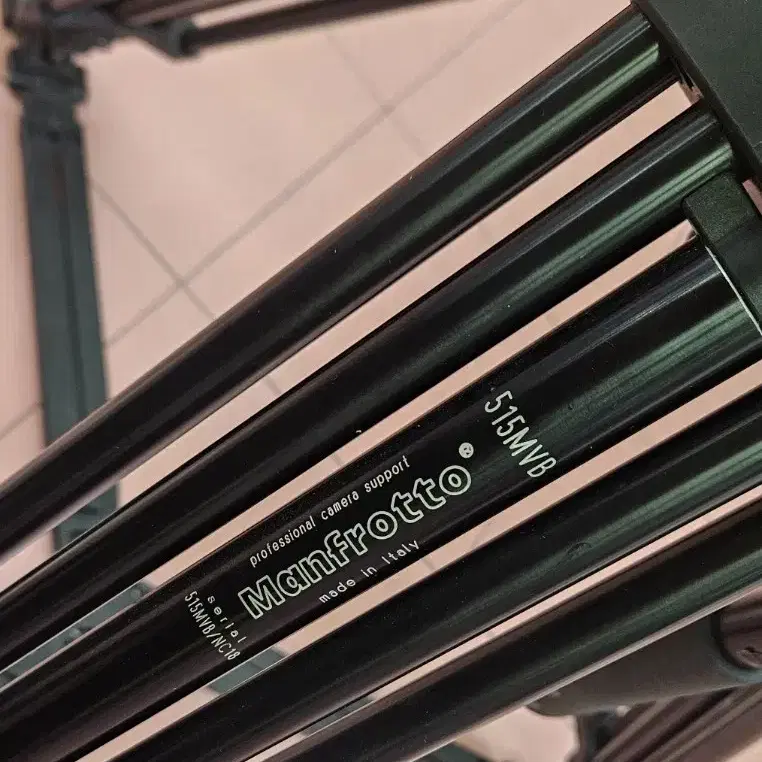 515MVB
professional camera support
Manfrotto®
made in Italy
serial
515MVB/NC18